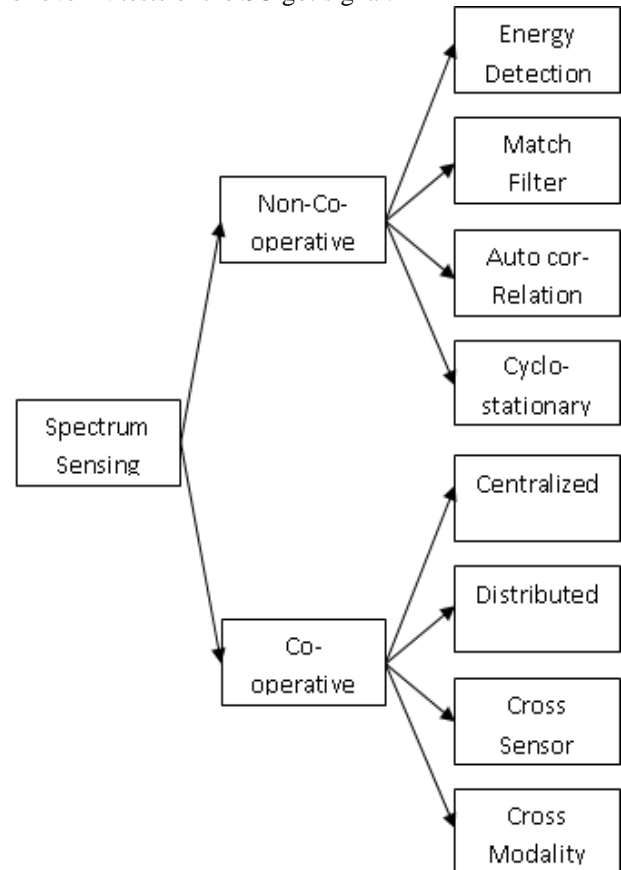 Energy
Detection
Match
Filter
Non-Co-
operative
Auto cor-
Relation
Cyclo-
stationary
Spectrum
Sensing
Centralized
Distributed
Co-
operative
Cross
Sensor
Cross
Modality